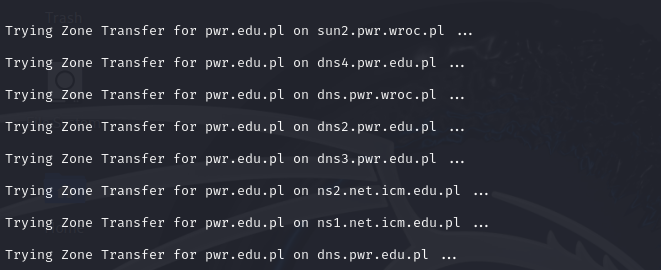 Trash
Trying Zone Transfer for pwr.edu.pl on sun2.pwr.wroc.pl ...
Trying Zone Transfer for pwr.edu.pl on dns4.pwr.edu.pl ...
Trying Zone Transfer for pwr.edu.pl on dns.pwr.wroc.pl ...
Trying Zone Transfer for pwr.edu.pl on dns2.pwr.edu.pl ...
Trying Zone Transfer for pwr.edu.pl on dns3.pwr.edu.pl ...
Trying Zone Transfer for pwr.edu.pl on ns2.net.icm.edu.pl ...
Trying Zone Transfer for pwr.edu.pl on ns1.net.icm.edu.pl ...
Trying Zone Transfer for pwr.edu.pl on dns.pwr.edu.pl ...